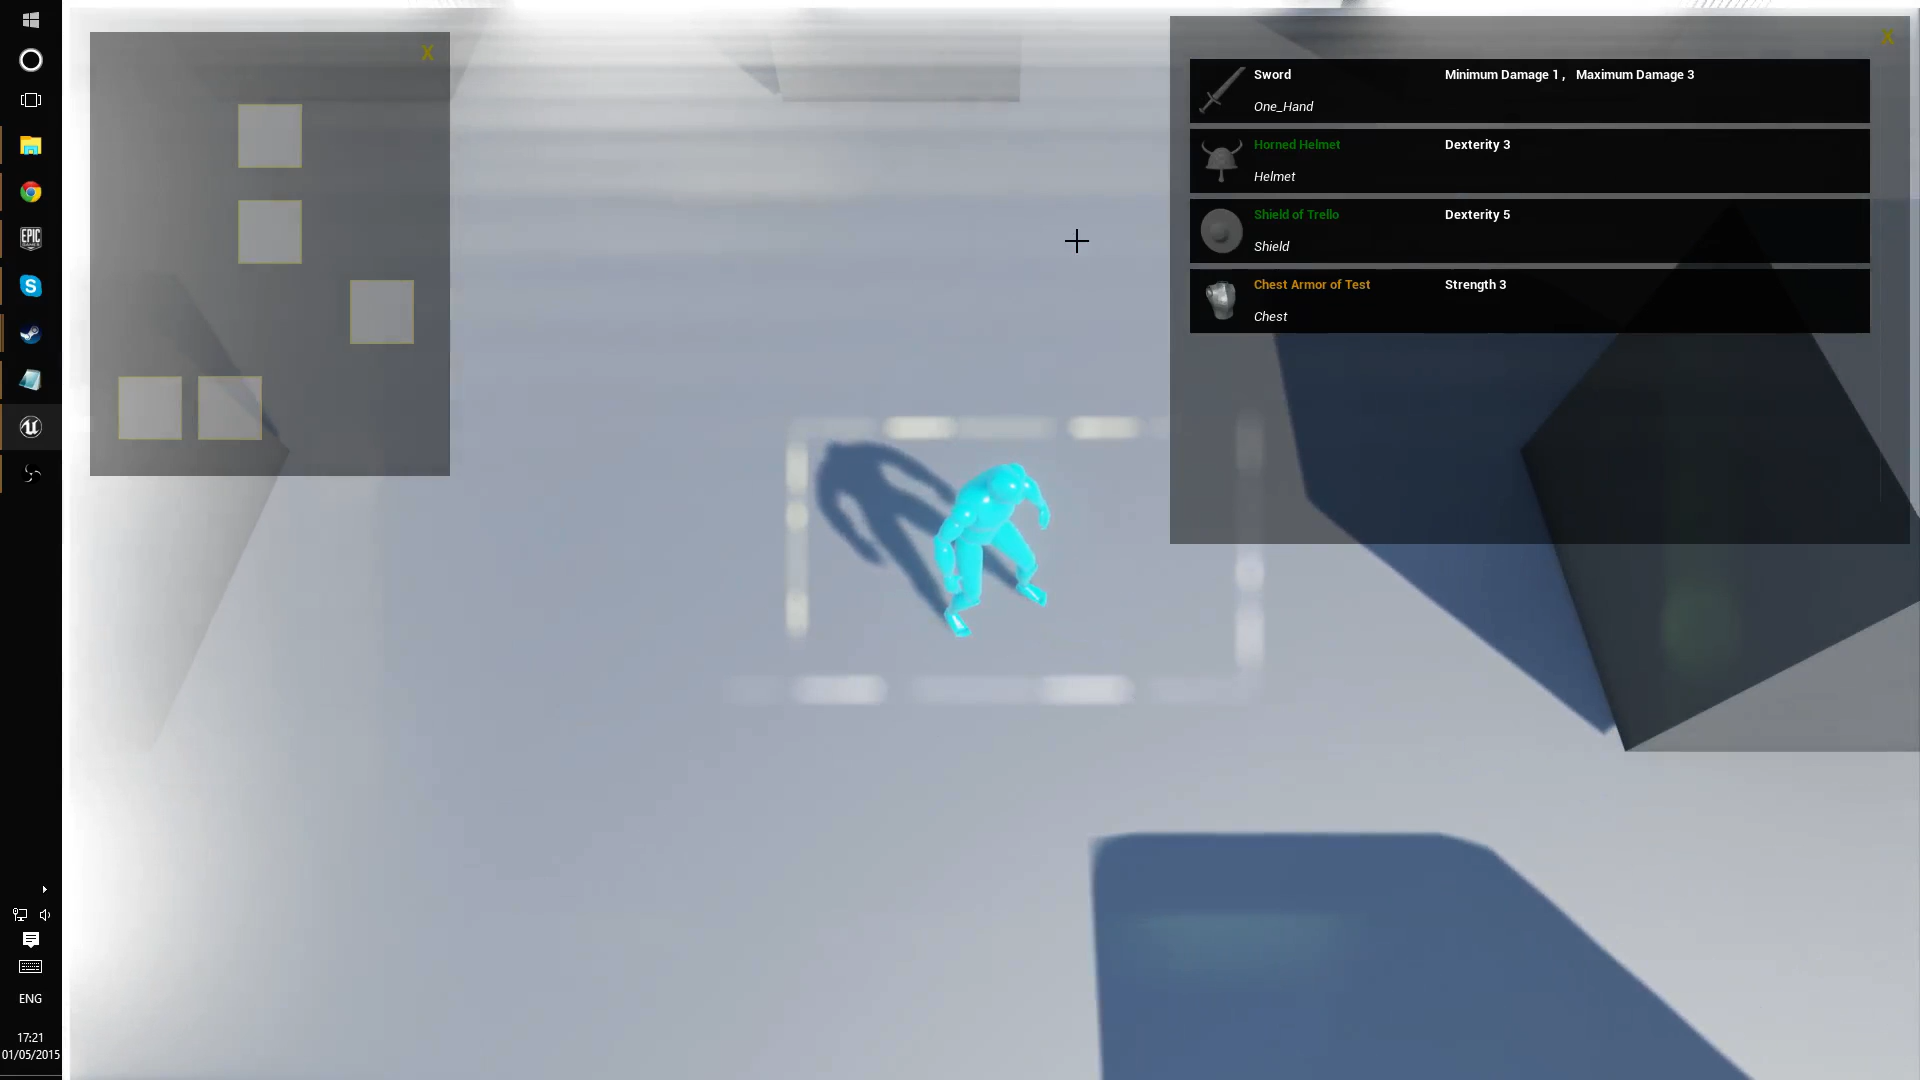 X
X
Sword
Minimum Damage 1 ,   Maximum Damage 3
One_Hand
Horned Helmet
Dexterity 3
Helmet
Shield of Trello
Dexterity 5
Shield
Chest Armor of Test
Strength 3
Chest
EPIC
ENG
17:21
01/05/2015